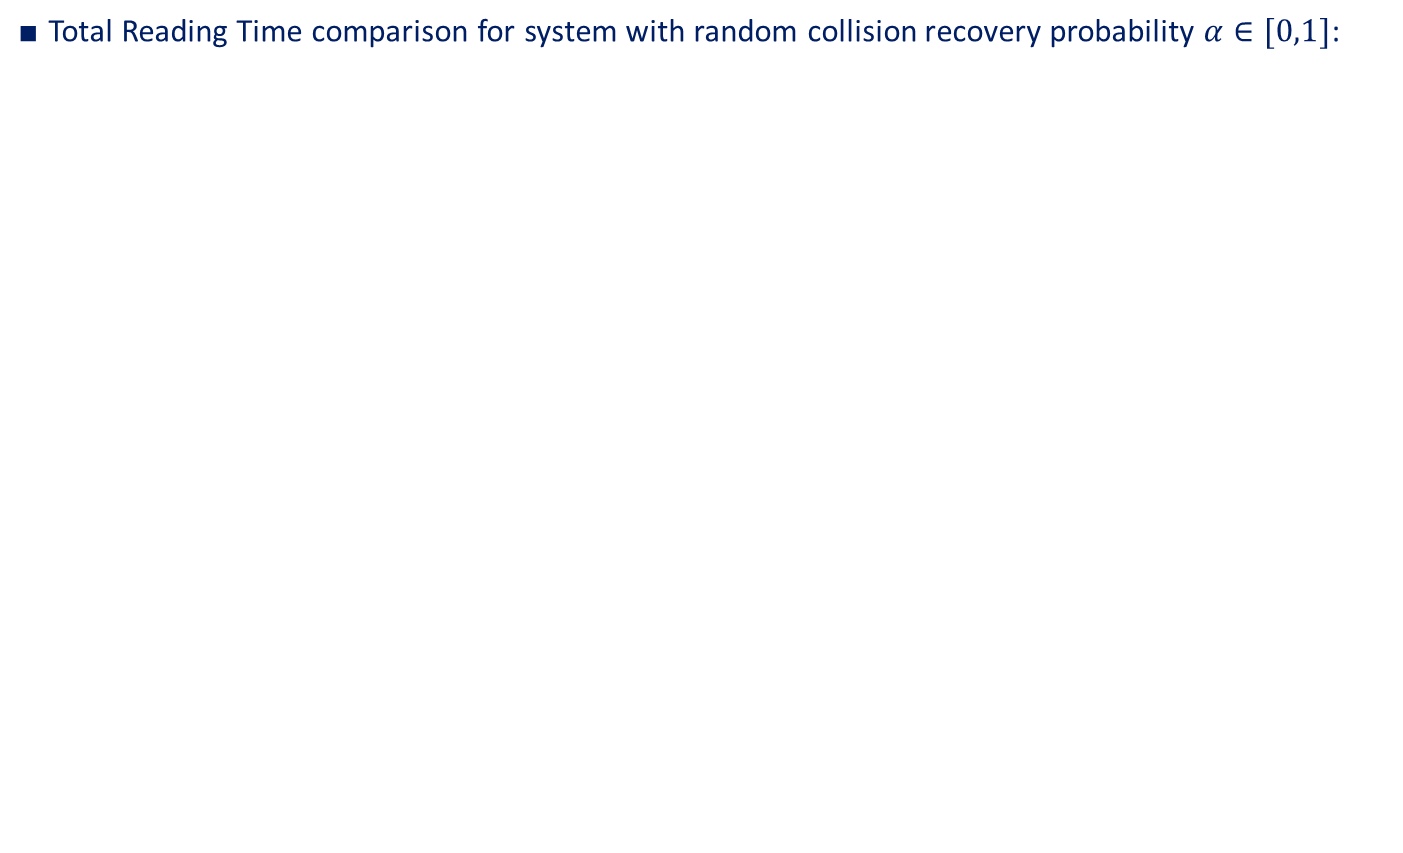 ▪ Total Reading Time comparison for system with random collision recovery probability α ∈ [0,1]: